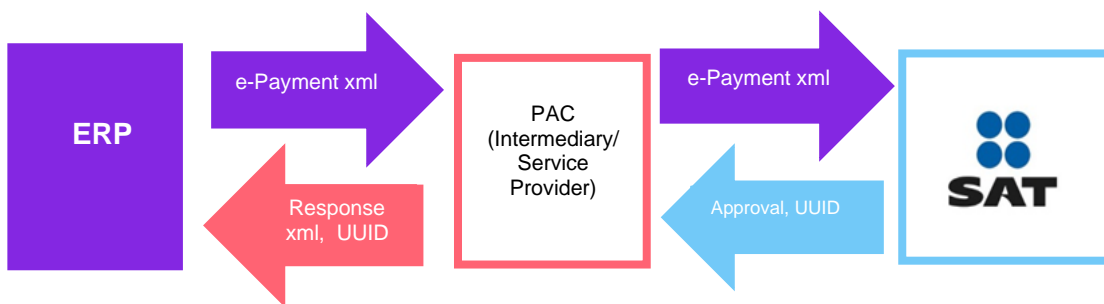 ERP
e-Payment xml
Response
xml, UUID
PAC
(Intermediary/
Service
Provider)
e-Payment xml
Approval, UUID
SAT